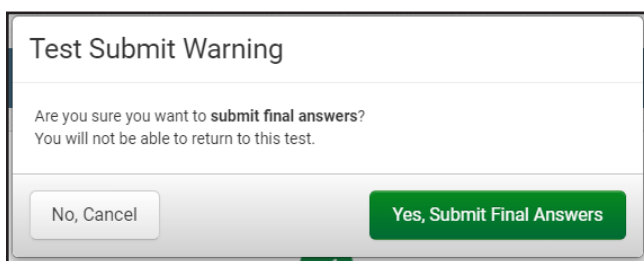 Test Submit Warning
Are you sure you want to submit final answers?
You will not be able to return to this test.
No, Cancel
Yes, Submit Final Answers